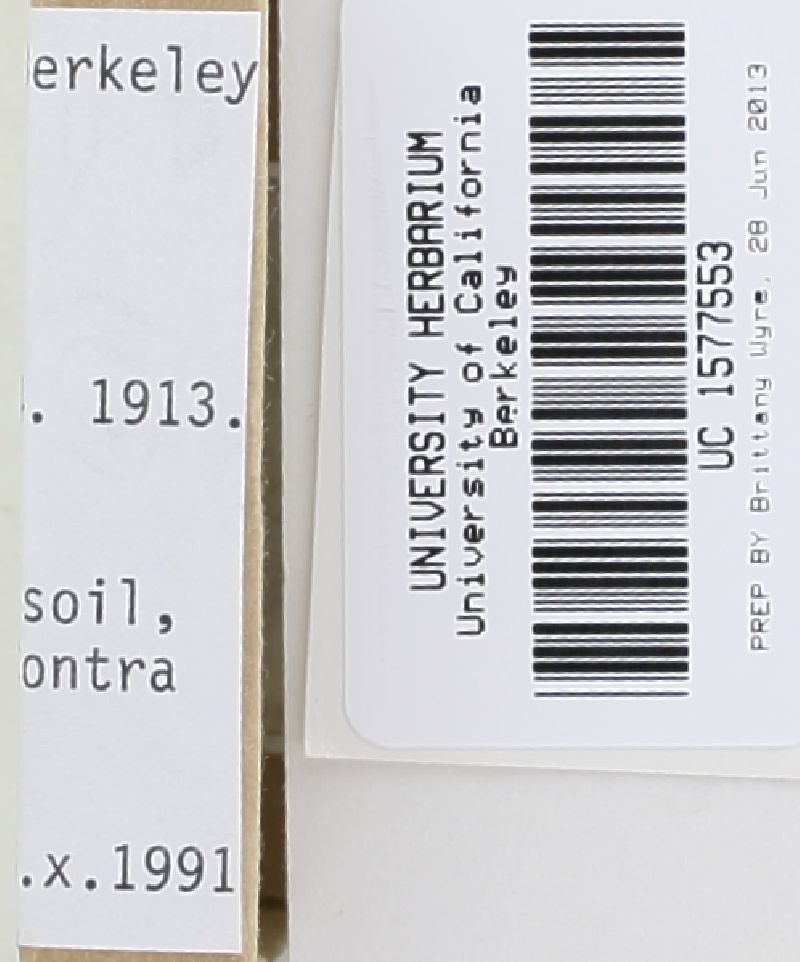 erkeley
. 1913.
soil,
ontra
.x.1991
UNIVERSITY HERBARIUM
University of California
Berkeley
UC 1577553
PREP BY Brittany Wyre, 28 Jun 2013